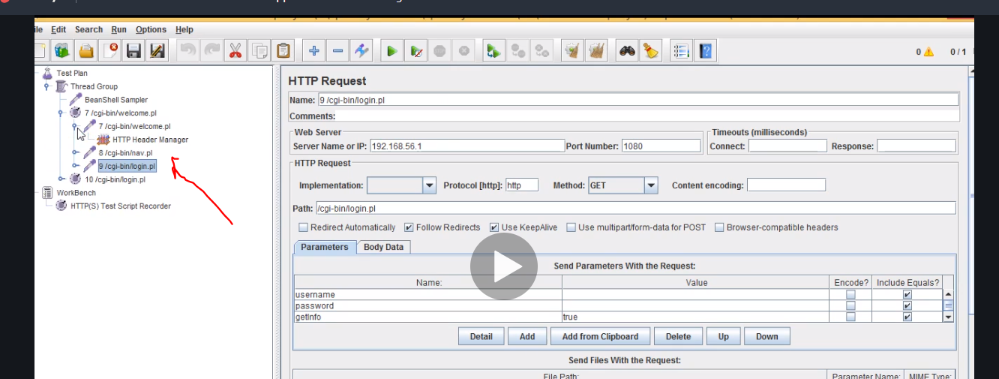 File Edit Search Run Options Help
0 0 / 1
Test Plan
Thread Group
BeanShell Sampler
7 /cgi-bin/welcome.pl
7 /cgi-bin/welcome.pl
HTTP Header Manager
8 /cgi-bin/nav.pl
9 /cgi-bin/login.pl
10 /cgi-bin/login.pl
WorkBench
HTTP(S) Test Script Recorder
HTTP Request
Name: 9 /cgi-bin/login.pl
Comments:
Web Server
Server Name or IP: 192.168.56.1 Port Number: 1080
Timeouts (milliseconds)
Connect: Response:
HTTP Request
Implementation: Protocol [http]: http Method: GET Content encoding:
Path: /cgi-bin/login.pl
Redirect Automatically Follow Redirects Use KeepAlive Use multipart/form-data for POST Browser-compatible headers
Parameters Body Data
Send Parameters With the Request:
Name: Value Encode? Include Equals?
username
password
getInfo true
Detail Add Add from Clipboard Delete Up Down
Send Files With the Request:
File Path: Parameter Name: MIME Type: